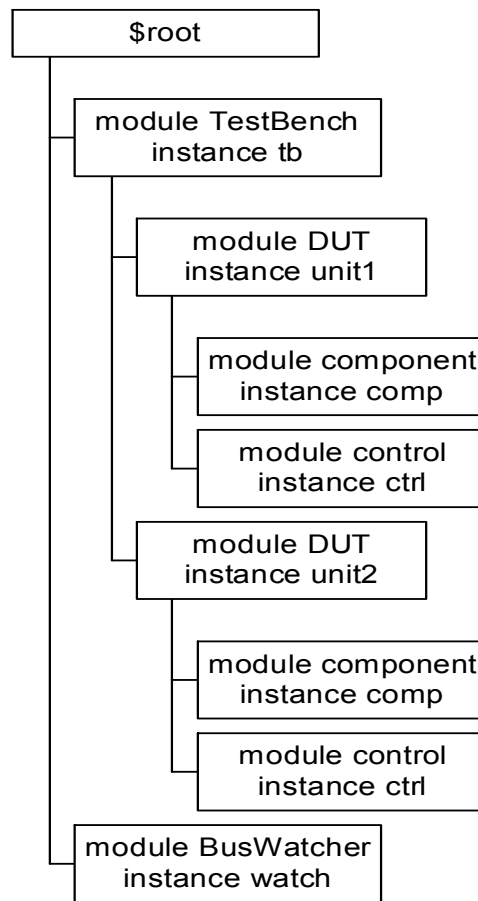 $root
module TestBench
instance tb
module DUT
instance unit1
module component
instance comp
module control
instance ctrl
module DUT
instance unit2
module component
instance comp
module control
instance ctrl
module BusWatcher
instance watch